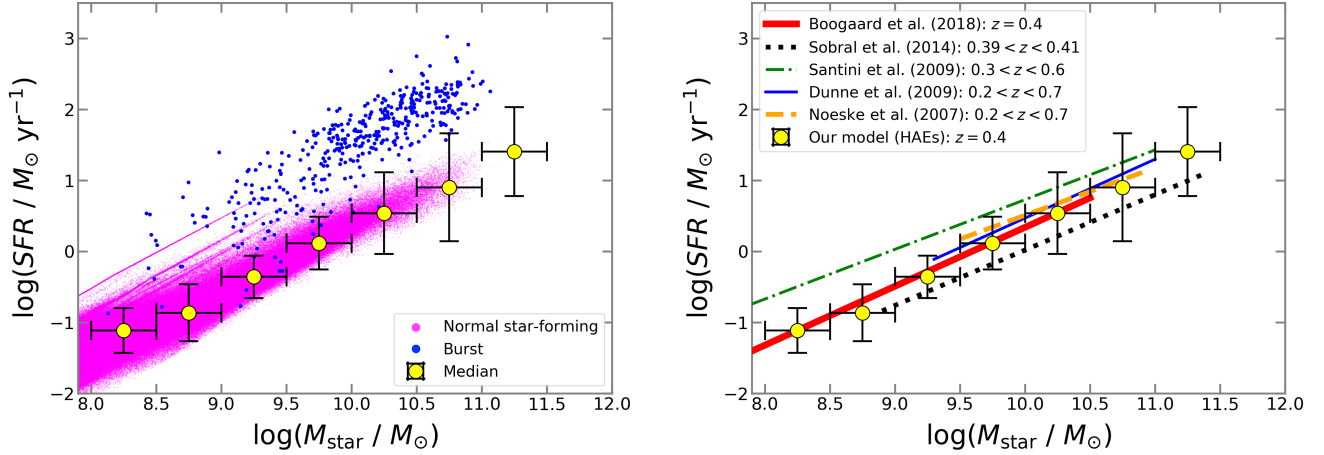 3
2
1
0
−1
−2
log(SFR / M⊙ yr⁻¹)
Normal star-forming
Burst
Median
8.0 8.5 9.0 9.5 10.0 10.5 11.0 11.5 12.0
log(Mstar / M⊙)
3
2
1
0
−1
−2
log(SFR / M⊙ yr⁻¹)
Boogaard et al. (2018): z = 0.4
Sobral et al. (2014): 0.39 < z < 0.41
Santini et al. (2009): 0.3 < z < 0.6
Dunne et al. (2009): 0.2 < z < 0.7
Noeske et al. (2007): 0.2 < z < 0.7
Our model (HAEs): z = 0.4
8.0 8.5 9.0 9.5 10.0 10.5 11.0 11.5 12.0
log(Mstar / M⊙)